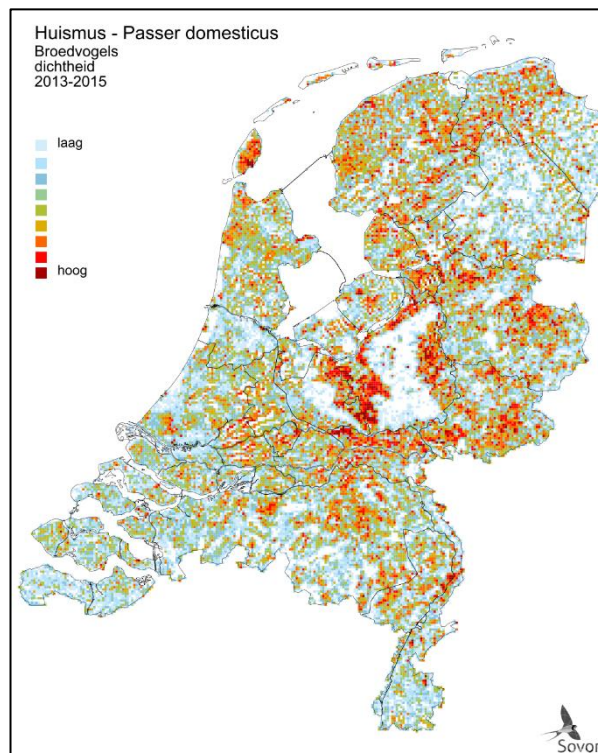 Huismus - Passer domesticus
Broedvogels
dichtheid
2013-2015
laag
hoog
Sovon